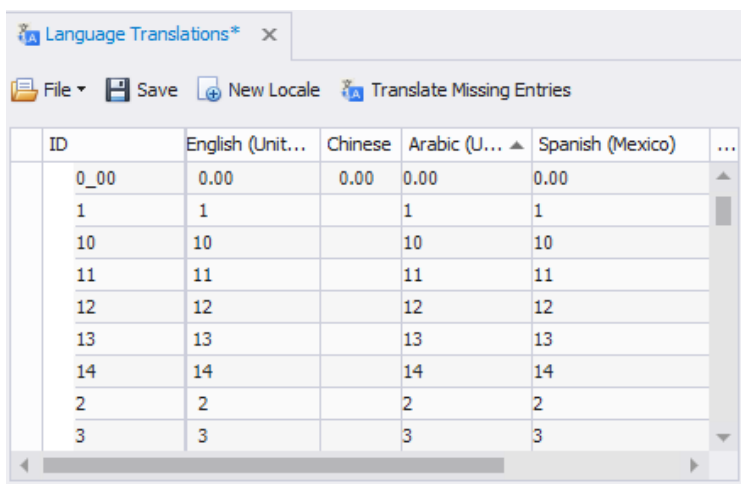 Language Translations* ×
File Save New Locale Translate Missing Entries
ID English (Unit... Chinese Arabic (U... Spanish (Mexico) ...
0_00 0.00 0.00 0.00 0.00
1 1 1 1
10 10 10 10
11 11 11 11
12 12 12 12
13 13 13 13
14 14 14 14
2 2 2 2
3 3 3 3